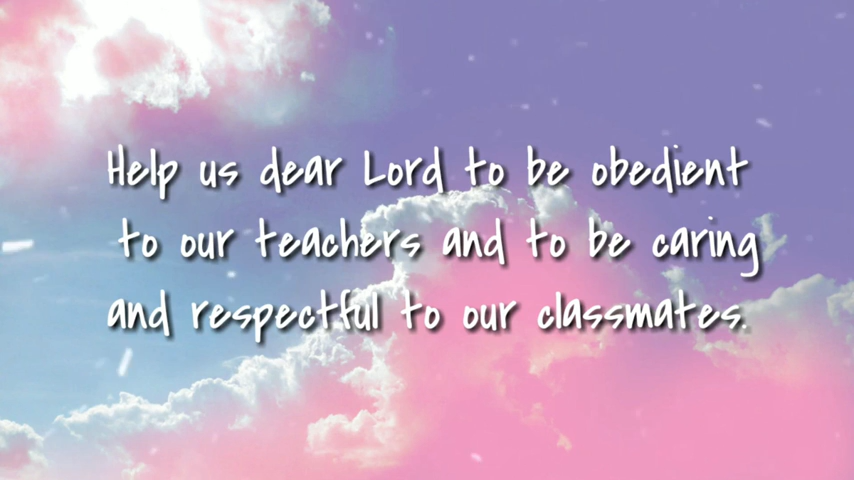 Help us dear Lord to be obedient
to our teachers and to be caring
and respectful to our classmates.